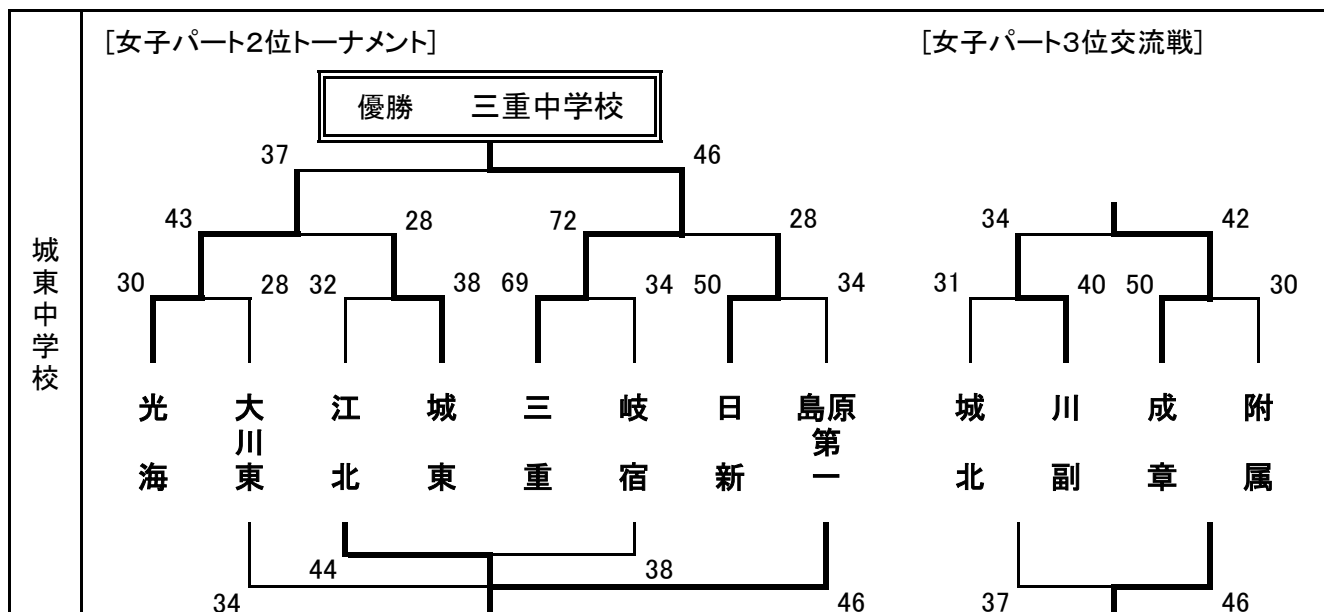 [女子パート2位トーナメント]
[女子パート3位交流戦]
優勝 三重中学校
37 46
43 28 72 28 34 42
30 28 32 38 69 34 50 34 31 40 50 30
城東中学校
光海 大川東 江北 城東 三重 岐宿 日新 島原第一 城北 川副 成章 附属
44 38
34 46 37 46